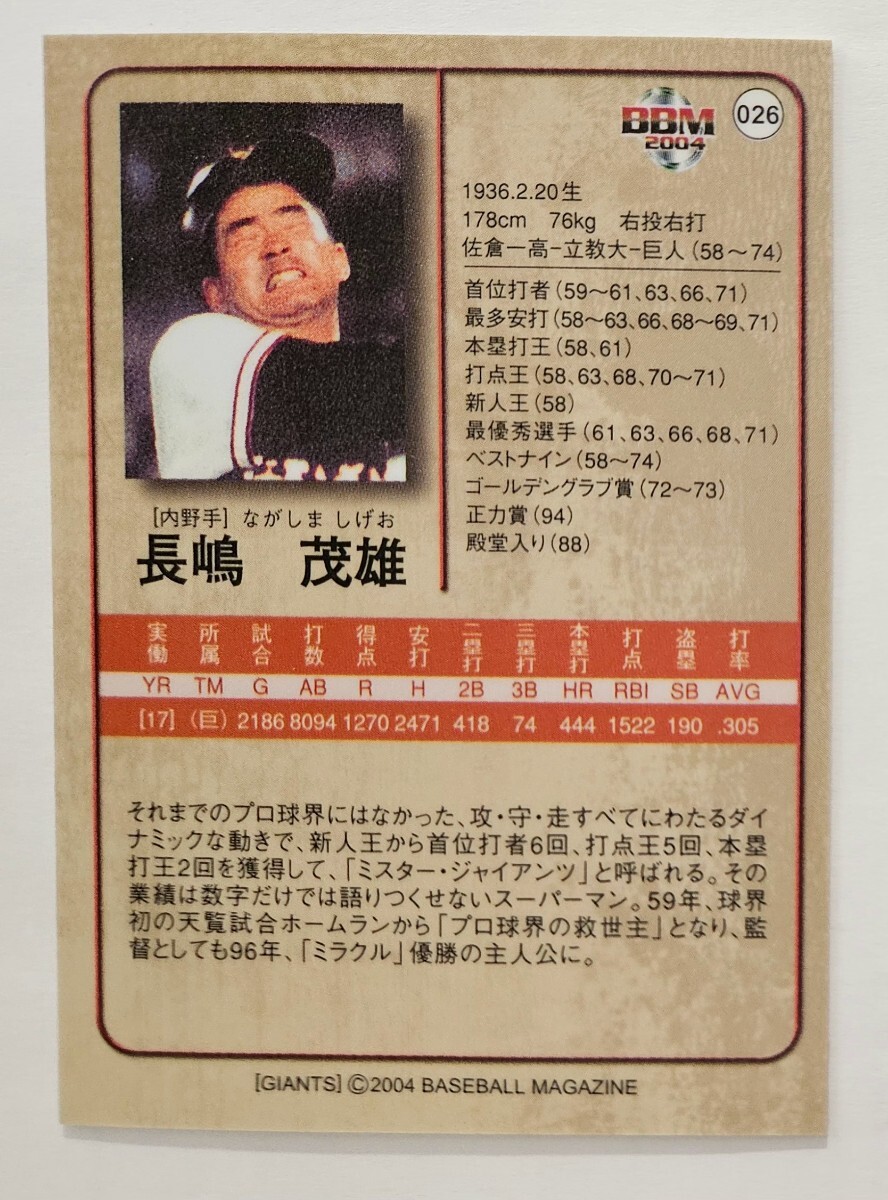 BBM
2004
026
1936.2.20生
178cm 76kg 右投右打
佐倉一高-立教大-巨人(58〜74)
首位打者(59〜61、63、66、71)
最多安打(58〜63、66、68〜69、71)
本塁打王(58、61)
打点王(58、63、68、70〜71)
新人王(58)
最優秀選手(61、63、66、68、71)
ベストナイン(58〜74)
ゴールデングラブ賞(72〜73)
正力賞(94)
殿堂入り(88)
[内野手] ながしま しげお
長嶋 茂雄
実働 所属 試合 打数 得点 安打 二塁打 三塁打 本塁打 打点 盗塁 打率
YR TM G AB R H 2B 3B HR RBI SB AVG
[17] (巨) 2186 8094 1270 2471 418 74 444 1522 190 .305
それまでのプロ球界にはなかった、攻・守・走すべてにわたるダイ
ナミックな動きで、新人王から首位打者6回、打点王5回、本塁
打王2回を獲得して、「ミスター・ジャイアンツ」と呼ばれる。その
業績は数字だけでは語りつくせないスーパーマン。59年、球界
初の天覧試合ホームランから「プロ球界の救世主」となり、監
督としても96年、「ミラクル」優勝の主人公に。
[GIANTS] ©2004 BASEBALL MAGAZINE